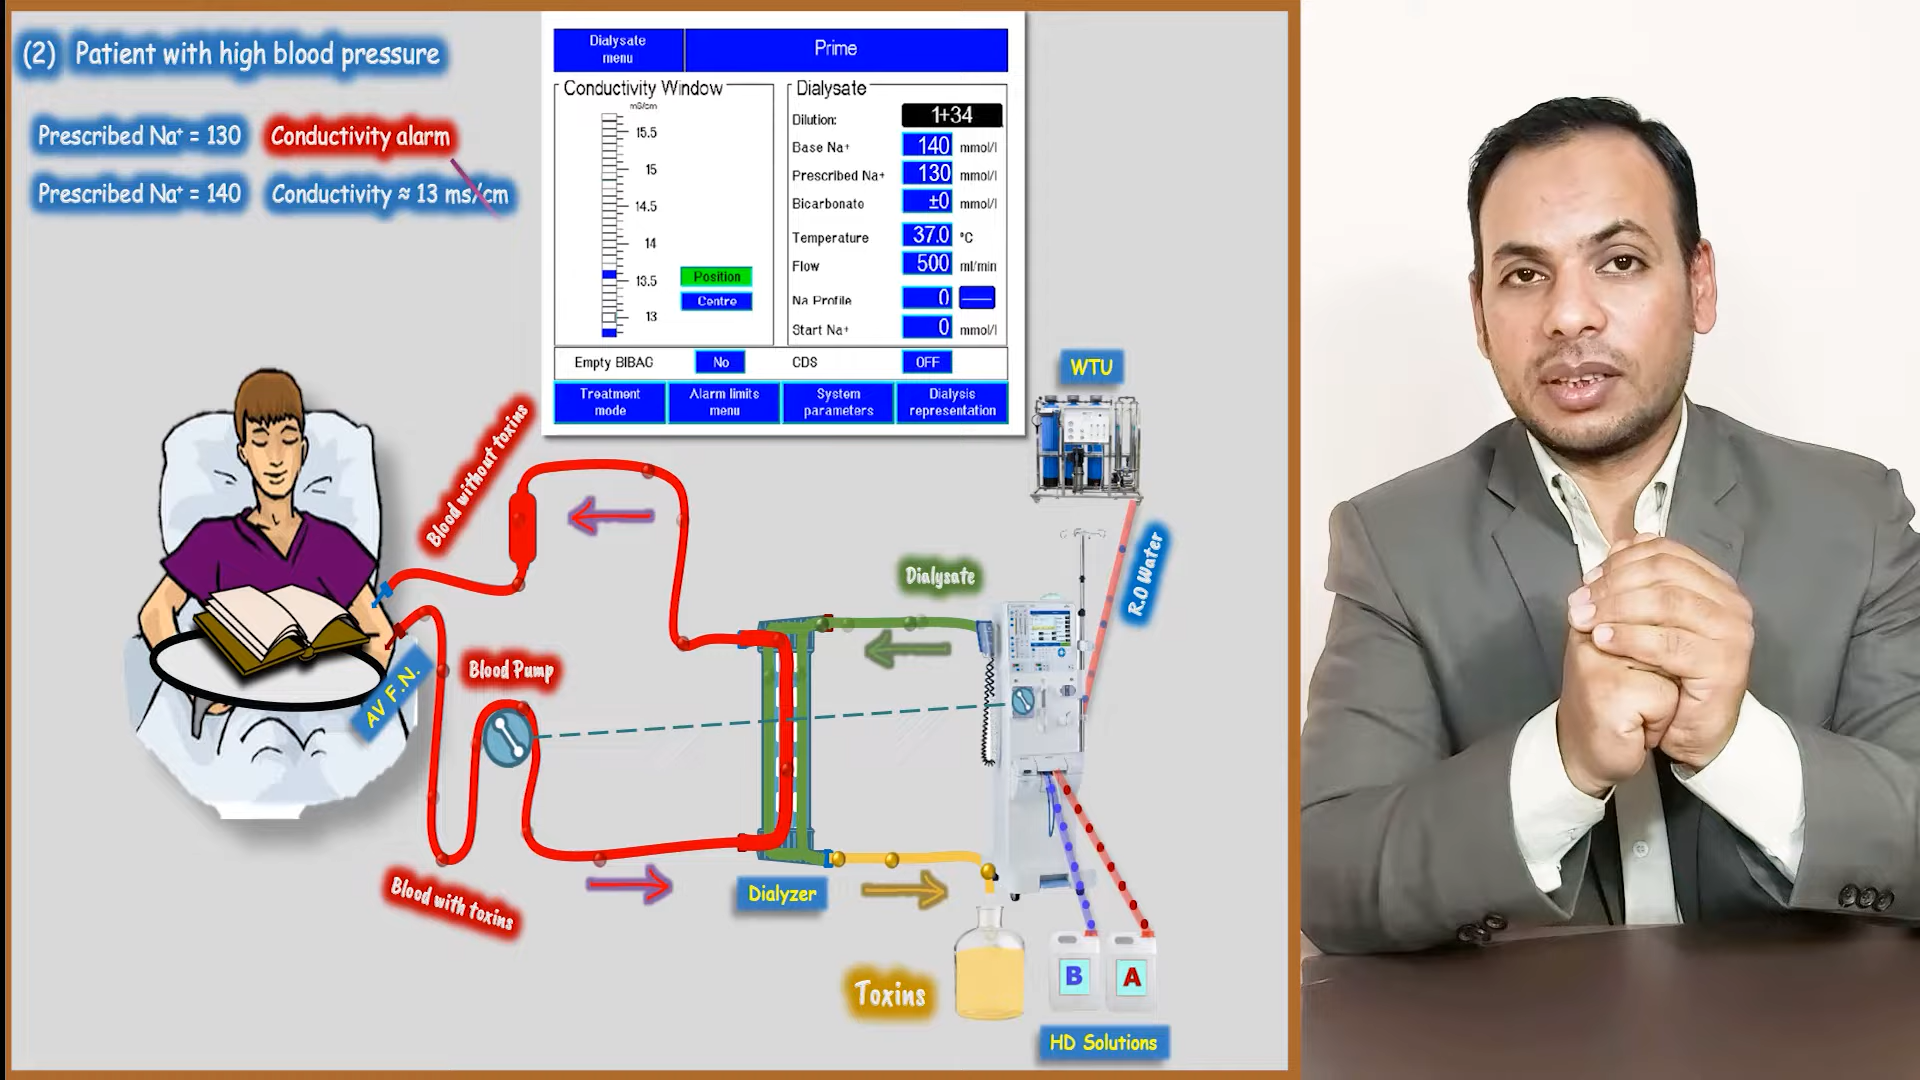 (2) Patient with high blood pressure
Prescribed Na⁺ = 130 Conductivity alarm
Prescribed Na⁺ = 140 Conductivity ≈ 13 ms/cm
Dialysate
menu
Prime
Conductivity Window
mS/cm
15.5
15
14.5
14
13.5
13
Position
Centre
Dialysate
Dilution: 1+34
Base Na+ 140 mmol/l
Prescribed Na+ 130 mmol/l
Bicarbonate ±0 mmol/l
Temperature 37.0 °C
Flow 500 ml/min
Na Profile 0
Start Na+ 0 mmol/l
Empty BIBAG No CDS OFF
Treatment
mode
Alarm limits
menu
System
parameters
Dialysis
representation
WTU
R.O Water
Blood without toxins
Dialysate
Blood Pump
AV F.N.
Blood with toxins
Dialyzer
Toxins
B
A
HD Solutions